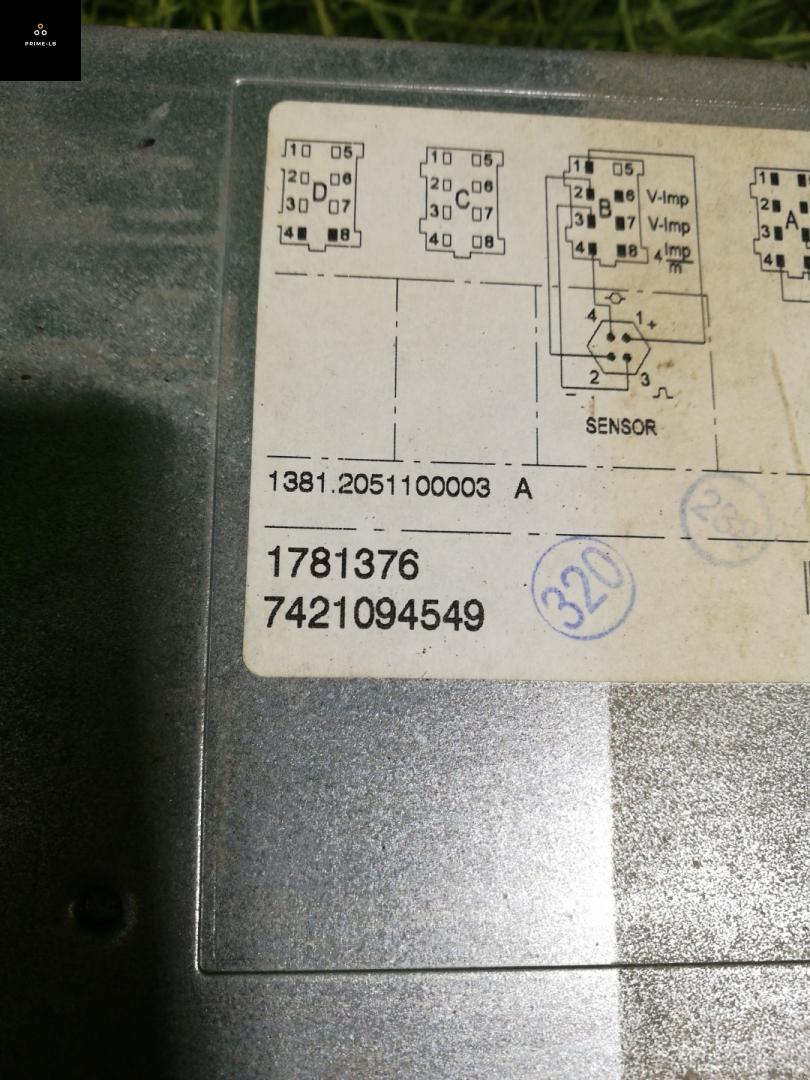 PRIME-LB
1 5
2 6
D
3 7
4 8
1 5
2 6
C
3 7
4 8
1 5
2 6 V-Imp
B
3 7 V-Imp
4 8 4 Imp/m
1
2
A
3
4
4 1 +
2 3
−
SENSOR
1381.2051100003 A
1781376
7421094549
320